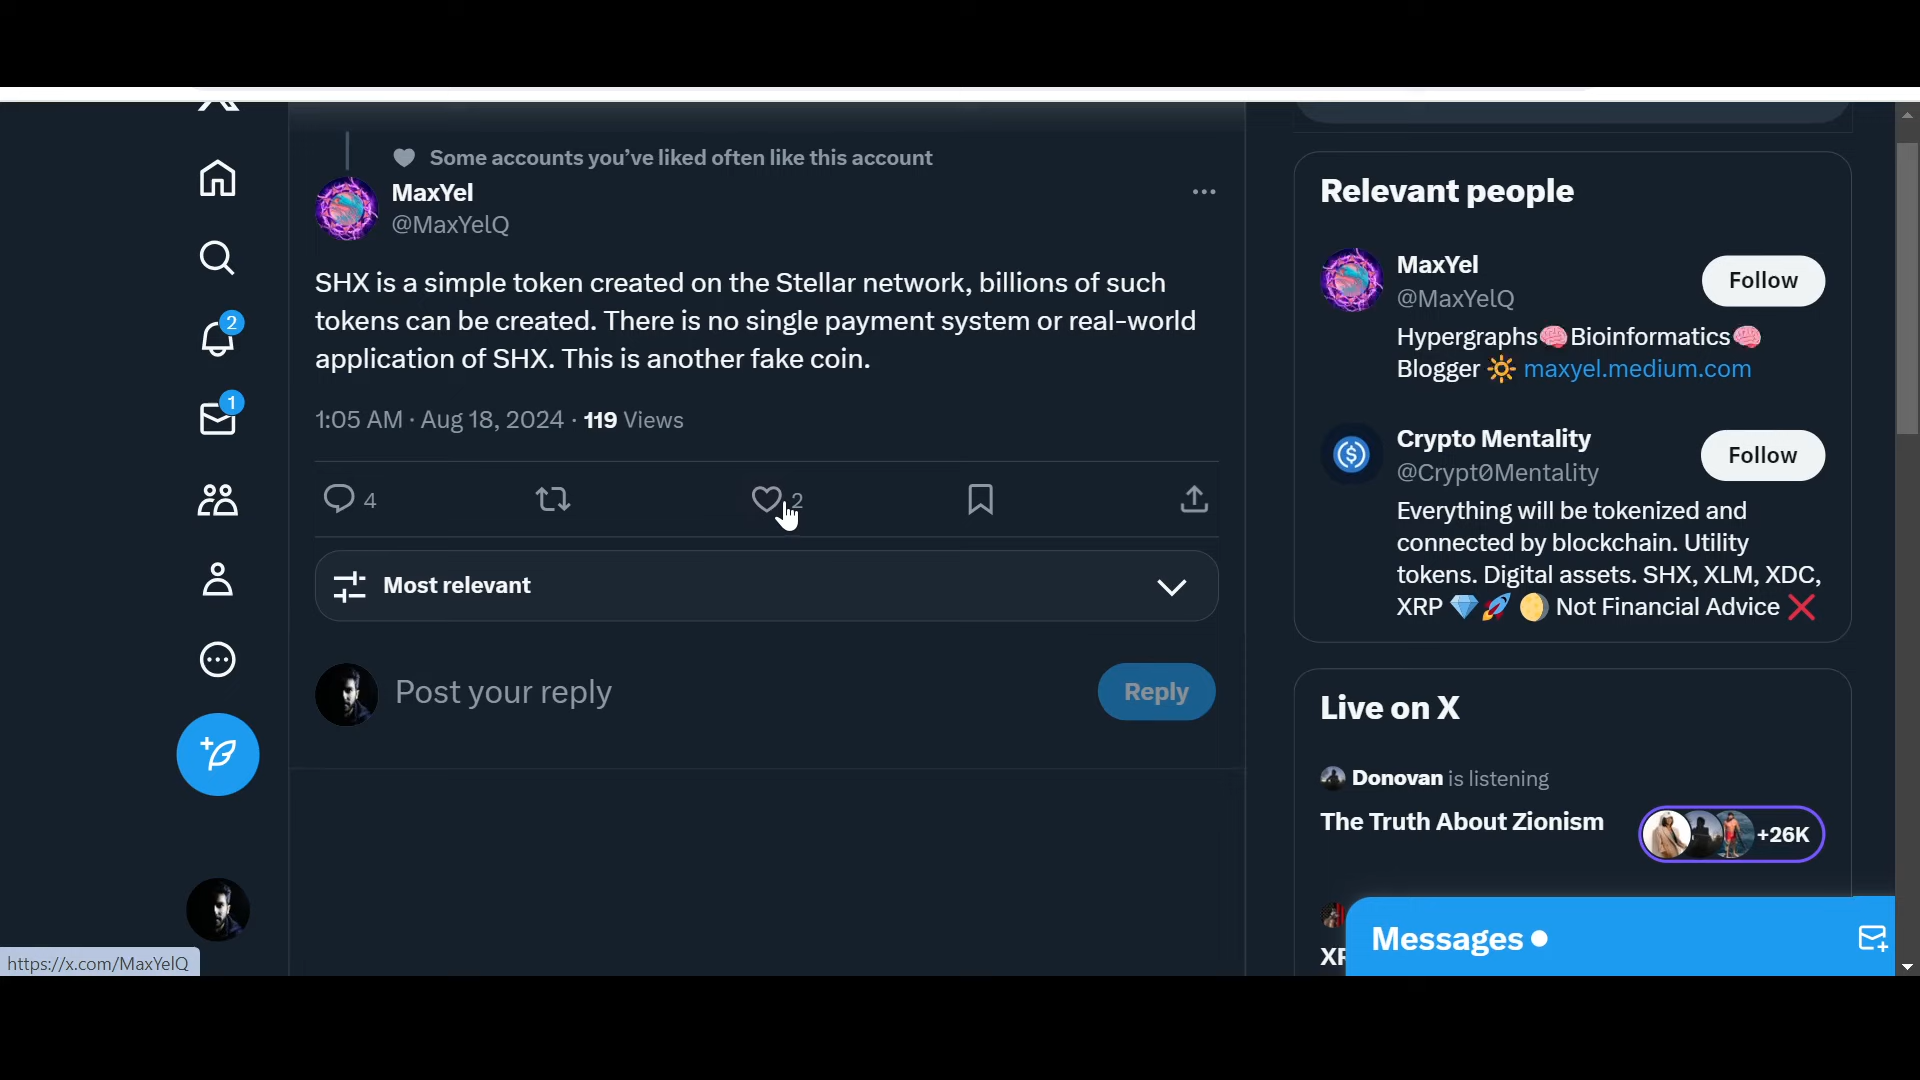 Some accounts you’ve liked often like this account
MaxYel
@MaxYelQ
SHX is a simple token created on the Stellar network, billions of such
tokens can be created. There is no single payment system or real-world
application of SHX. This is another fake coin.
1:05 AM · Aug 18, 2024 · 119 Views
4
2
Most relevant
Post your reply
Reply
2
1
https://x.com/MaxYelQ
Relevant people
MaxYel
@MaxYelQ
Follow
Hypergraphs🧠Bioinformatics🧠
Blogger 🔆 maxyel.medium.com
Crypto Mentality
@Crypt0Mentality
Follow
Everything will be tokenized and
connected by blockchain. Utility
tokens. Digital assets. SHX, XLM, XDC,
XRP 💎🚀🌖 Not Financial Advice ❌
Live on X
Donovan is listening
The Truth About Zionism
+26K
Messages